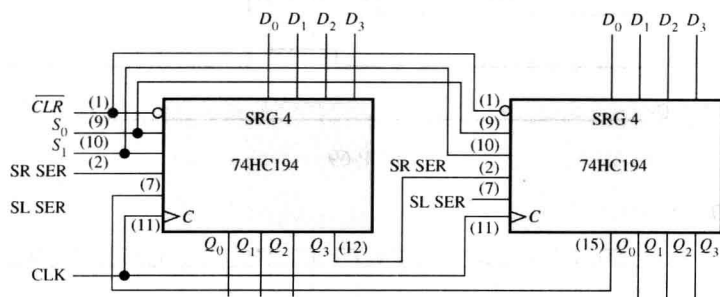 D0 D1 D2 D3
D0 D1 D2 D3
CLR (1)
S0 (9)
S1 (10)
SR SER (2)
(7)
SL SER
(11)
CLK
SRG 4
74HC194
C
Q0 Q1 Q2 Q3 (12)
(1)
(9)
(10)
SR SER (2)
SL SER (7)
(11)
SRG 4
74HC194
C
(15) Q0 Q1 Q2 Q3